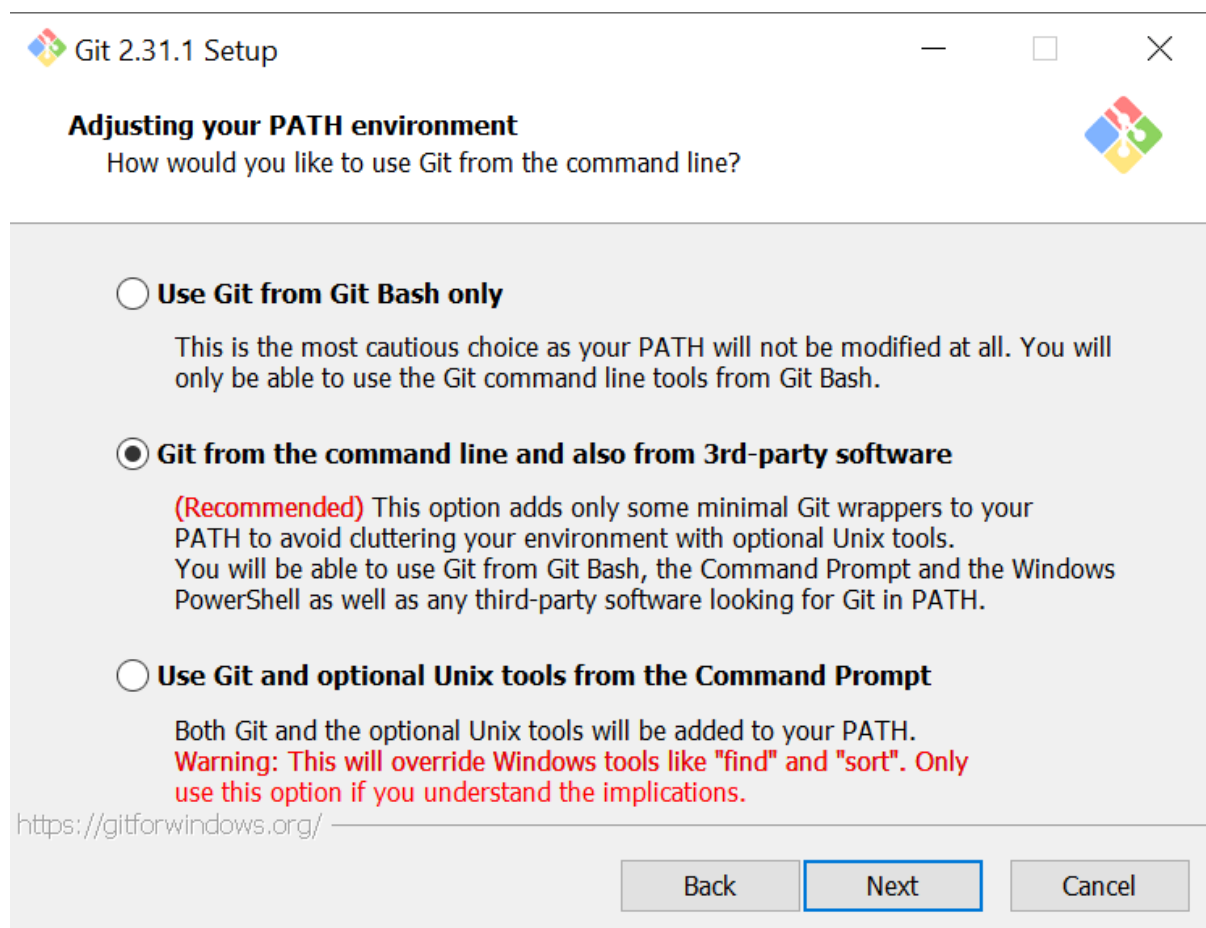 Git 2.31.1 Setup
Adjusting your PATH environment
How would you like to use Git from the command line?
Use Git from Git Bash only
This is the most cautious choice as your PATH will not be modified at all. You will
only be able to use the Git command line tools from Git Bash.
Git from the command line and also from 3rd-party software
(Recommended) This option adds only some minimal Git wrappers to your
PATH to avoid cluttering your environment with optional Unix tools.
You will be able to use Git from Git Bash, the Command Prompt and the Windows
PowerShell as well as any third-party software looking for Git in PATH.
Use Git and optional Unix tools from the Command Prompt
Both Git and the optional Unix tools will be added to your PATH.
Warning: This will override Windows tools like "find" and "sort". Only
use this option if you understand the implications.
https://gitforwindows.org/
Back Next Cancel